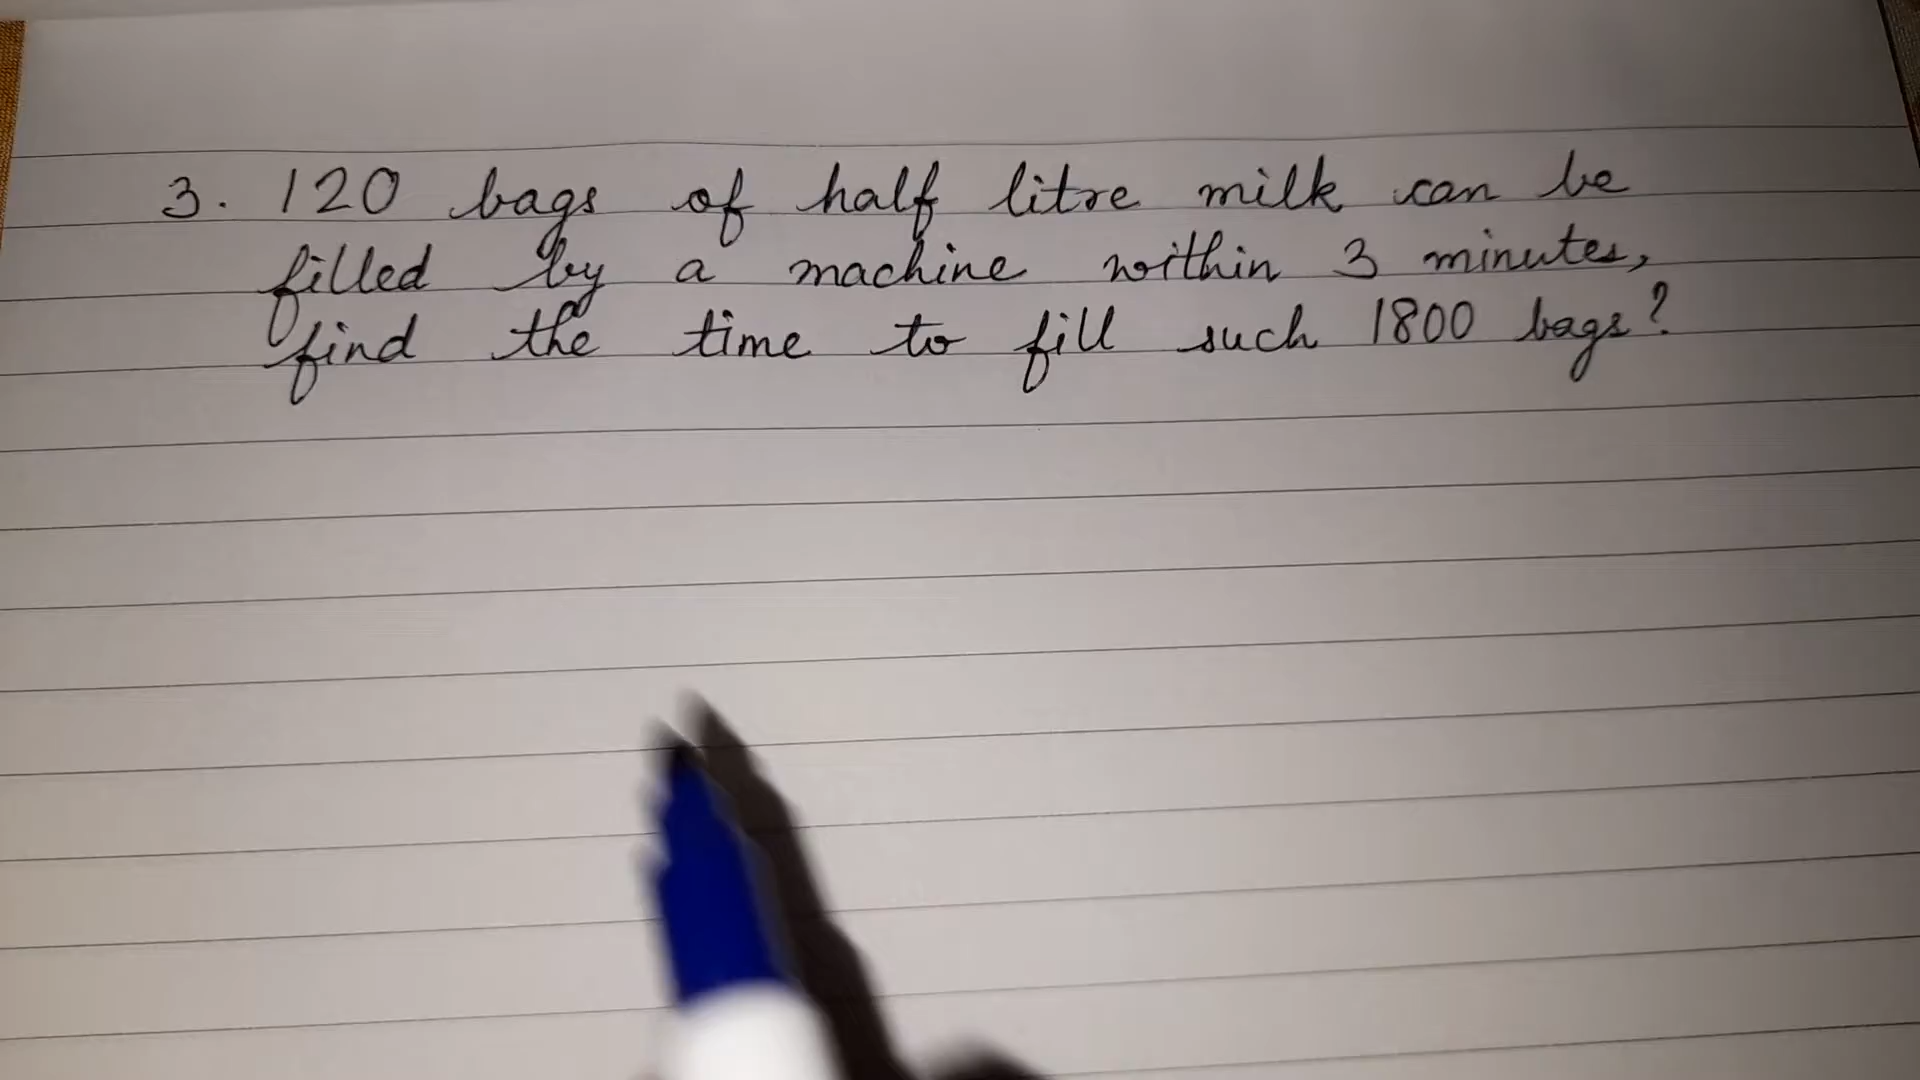 3. 120 bags of half litre milk can be
filled by a machine within 3 minutes,
find the time to fill such 1800 bags?